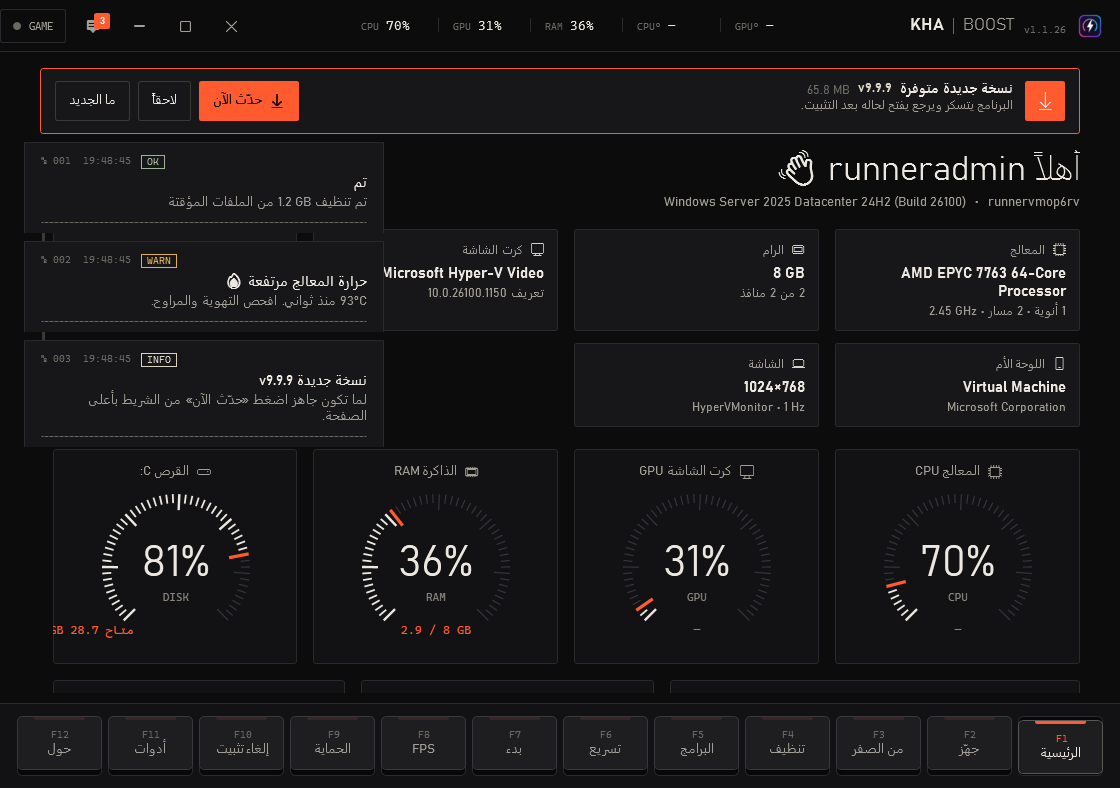 KHA | BOOST v1.1.26
CPU 70%
GPU 31%
RAM 36%
CPU° —
GPU° —
3
GAME
نسخة جديدة متوفرة v9.9.9 65.8 MB
البرنامج يتسكر ويرجع يفتح لحاله بعد التثبيت.
حدّث الآن
لاحقاً
ما الجديد
أهلاً runneradmin
Windows Server 2025 Datacenter 24H2 (Build 26100) • runnervmop6rv
№ 001 19:48:45 OK
تم
تم تنظيف 1.2 GB من الملفات المؤقتة
№ 002 19:48:45 WARN
حرارة المعالج مرتفعة
93°C منذ ثواني. افحص التهوية والمراوح.
№ 003 19:48:45 INFO
نسخة جديدة v9.9.9
لما تكون جاهز اضغط «حدّث الآن» من الشريط بأعلى
الصفحة.
المعالج
AMD EPYC 7763 64-Core
Processor
1 أنوية • 2 مسار • 2.45 GHz
الرام
8 GB
2 من 2 منافذ
كرت الشاشة
Microsoft Hyper-V Video
تعريف 10.0.26100.1150
اللوحة الأم
Virtual Machine
Microsoft Corporation
الشاشة
1024×768
HyperVMonitor • 1 Hz
المعالج CPU
70%
CPU
—
كرت الشاشة GPU
31%
GPU
—
الذاكرة RAM
36%
RAM
2.9 / 8 GB
القرص C:
81%
DISK
متاح 28.7 GB
F1
الرئيسية
F2
جهّز
F3
من الصفر
F4
تنظيف
F5
البرامج
F6
تسريع
F7
بدء
F8
FPS
F9
الحماية
F10
إلغاء تثبيت
F11
أدوات
F12
حول